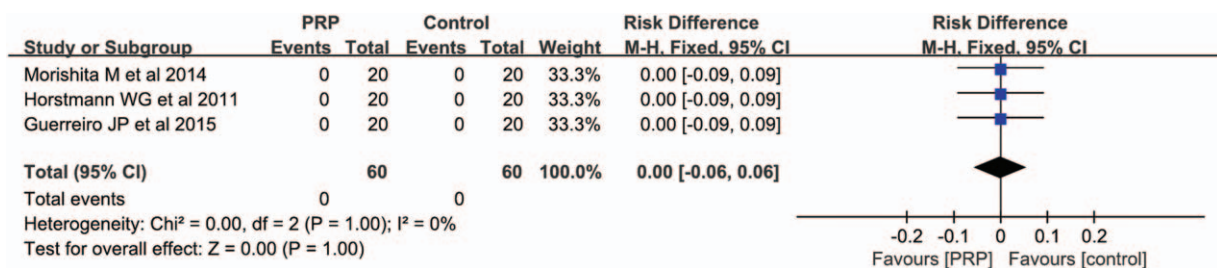 PRP Control Risk Difference Risk Difference
Study or Subgroup Events Total Events Total Weight M-H, Fixed, 95% CI M-H, Fixed, 95% CI
Morishita M et al 2014 0 20 0 20 33.3% 0.00 [-0.09, 0.09]
Horstmann WG et al 2011 0 20 0 20 33.3% 0.00 [-0.09, 0.09]
Guerreiro JP et al 2015 0 20 0 20 33.3% 0.00 [-0.09, 0.09]
Total (95% CI) 60 60 100.0% 0.00 [-0.06, 0.06]
Total events 0 0
Heterogeneity: Chi² = 0.00, df = 2 (P = 1.00); I² = 0%
Test for overall effect: Z = 0.00 (P = 1.00)
-0.2 -0.1 0 0.1 0.2
Favours [PRP] Favours [control]